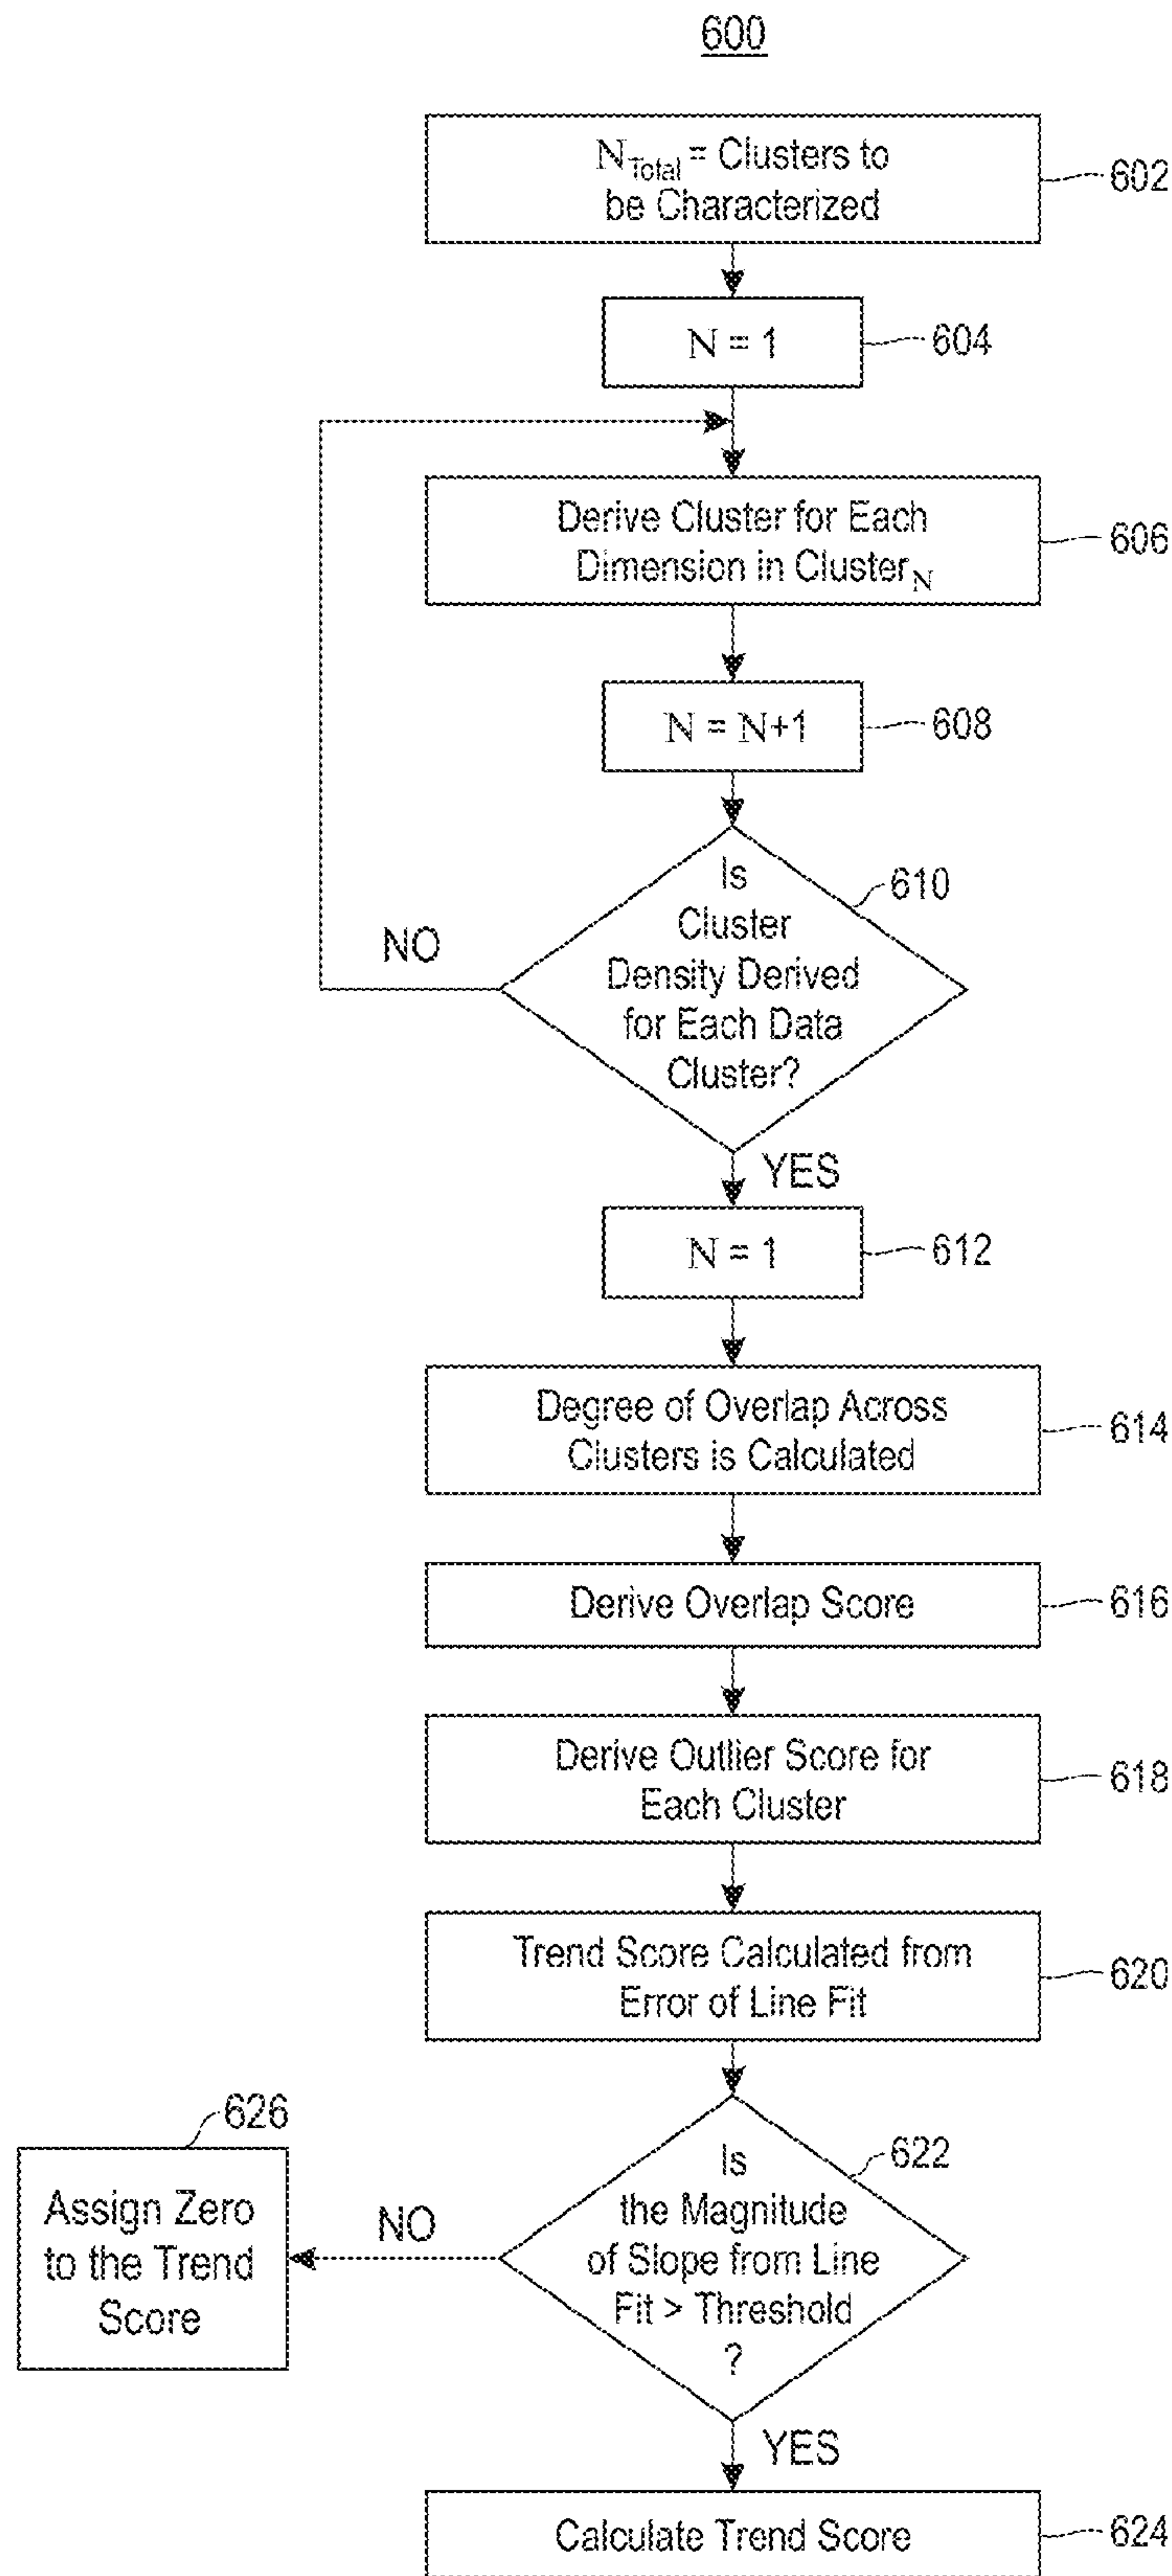 600
N_Total = Clusters to
be Characterized
602
N = 1
604
Derive Cluster for Each
Dimension in Cluster_N
606
N = N+1
608
Is
Cluster
Density Derived
for Each Data
Cluster?
610
NO
YES
N = 1
612
Degree of Overlap Across
Clusters is Calculated
614
Derive Overlap Score
616
Derive Outlier Score for
Each Cluster
618
Trend Score Calculated from
Error of Line Fit
620
Is
the Magnitude
of Slope from Line
Fit > Threshold
?
622
NO
626
Assign Zero
to the Trend
Score
YES
Calculate Trend Score
624